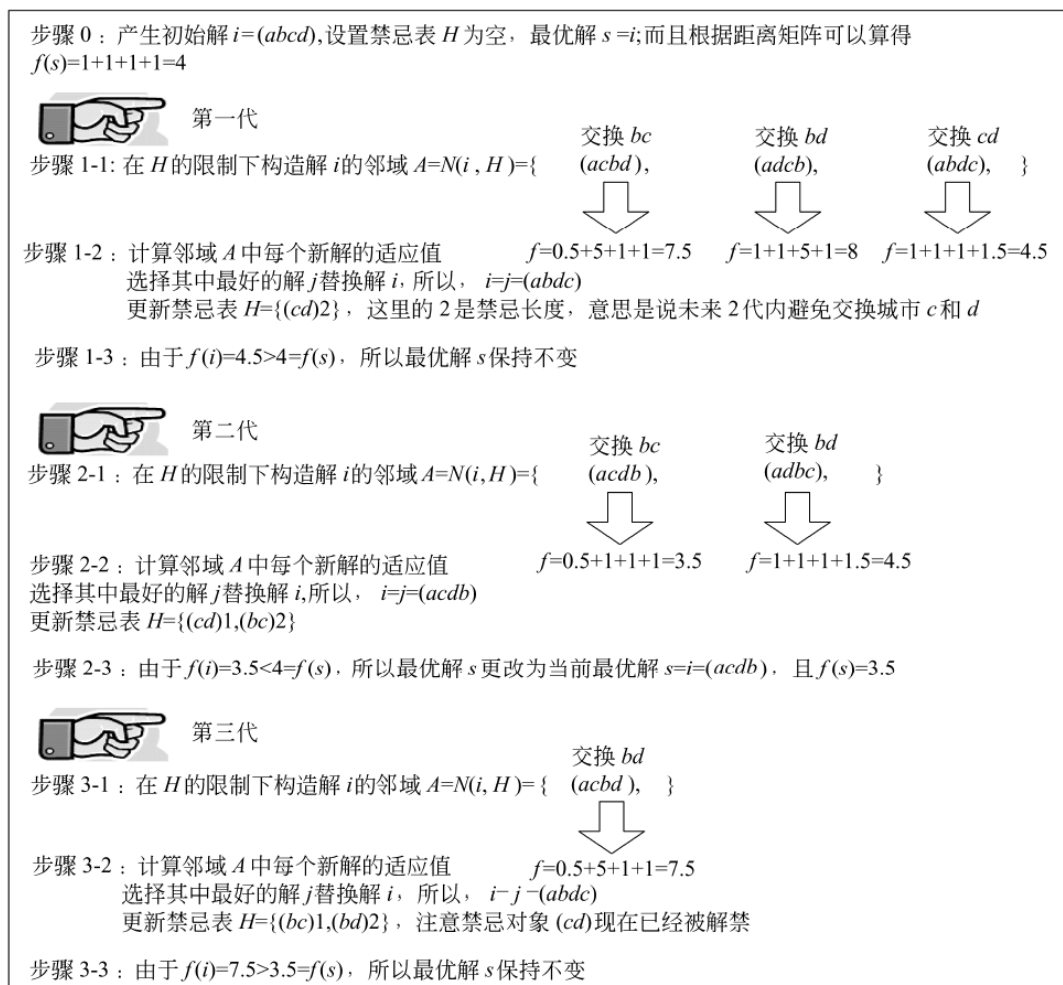 步骤 0：产生初始解 i=(abcd),设置禁忌表 H 为空，最优解 s =i;而且根据距离矩阵可以算得
f(s)=1+1+1+1=4
第一代
交换 bc 交换 bd 交换 cd
步骤 1-1: 在 H 的限制下构造解 i 的邻域 A=N(i , H )={ (acbd), (adcb), (abdc), }
步骤 1-2：计算邻域 A 中每个新解的适应值 f=0.5+5+1+1=7.5 f=1+1+5+1=8 f=1+1+1+1.5=4.5
选择其中最好的解 j 替换解 i, 所以， i=j=(abdc)
更新禁忌表 H={(cd)2}，这里的 2 是禁忌长度，意思是说未来 2 代内避免交换城市 c 和 d
步骤 1-3：由于 f(i)=4.5>4=f(s)，所以最优解 s 保持不变
第二代
交换 bc 交换 bd
步骤 2-1：在 H 的限制下构造解 i 的邻域 A=N(i,H )={ (acdb), (adbc), }
步骤 2-2：计算邻域 A 中每个新解的适应值 f=0.5+1+1+1=3.5 f=1+1+1+1.5=4.5
选择其中最好的解 j 替换解 i,所以， i=j=(acdb)
更新禁忌表 H={(cd)1,(bc)2}
步骤 2-3：由于 f(i)=3.5<4=f(s)，所以最优解 s 更改为当前最优解 s=i=(acdb)，且 f(s)=3.5
第三代
交换 bd
步骤 3-1：在 H 的限制下构造解 i 的邻域 A=N(i, H )={ (acbd ), }
步骤 3-2：计算邻域 A 中每个新解的适应值 f=0.5+5+1+1=7.5
选择其中最好的解 j 替换解 i，所以， i=j=(abdc)
更新禁忌表 H={(bc)1,(bd)2}，注意禁忌对象 (cd)现在已经被解禁
步骤 3-3：由于 f(i)=7.5>3.5=f(s)，所以最优解 s 保持不变